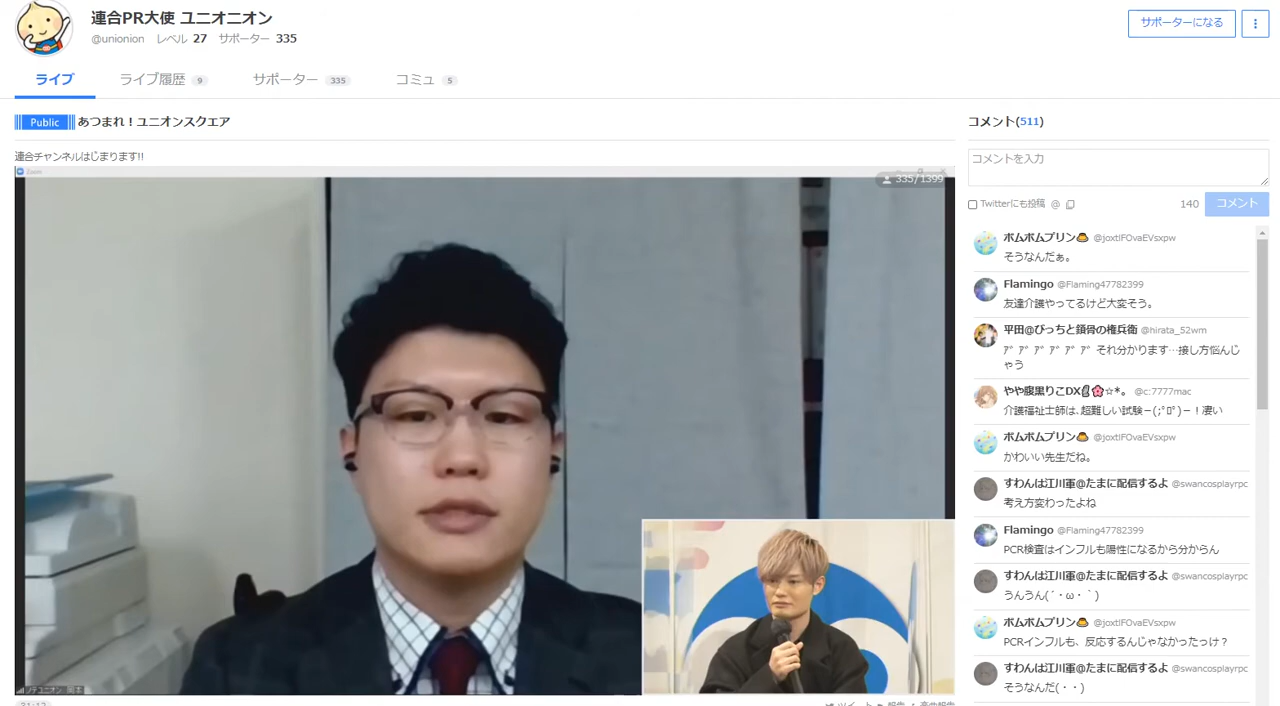 連合PR大使 ユニオニオン
@unionion レベル 27 サポーター 335
サポーターになる
ライブ ライブ履歴 9 サポーター 335 コミュ 5
Public あつまれ！ユニオンスクエア
連合チャンネルはじまります!!
Zoom
335/1399
コメント(511)
コメントを入力
Twitterにも投稿 @ 140 コメント
ボムボムプリン🍮 @joxtIFOvaEVsxpw
そうなんだぁ。
Flamingo @Flaming47782399
友達介護やってるけど大変そう。
平田@びっちと鎖骨の権兵衛 @hirata_52wm
ｱﾞ ｱﾞ ｱﾞ ｱﾞ ｱﾞ ｱﾞ それ分かります…接し方悩んじ
ゃう
やや腹黒りこDX🌸☆*。 @c:7777mac
介護福祉士師は､超難しい試験－(;ﾟﾛﾟ)－！凄い
ボムボムプリン🍮 @joxtIFOvaEVsxpw
かわいい先生だね。
すわんは江川軍@たまに配信するよ @swancosplayrpc
考え方変わったよね
Flamingo @Flaming47782399
PCR検査はインフルも陽性になるから分からん
すわんは江川軍@たまに配信するよ @swancosplayrpc
うんうん(´・ω・｀)
ボムボムプリン🍮 @joxtIFOvaEVsxpw
PCRインフルも、反応するんじゃなかったっけ？
すわんは江川軍@たまに配信するよ @swancosplayrpc
そうなんだ(・・)